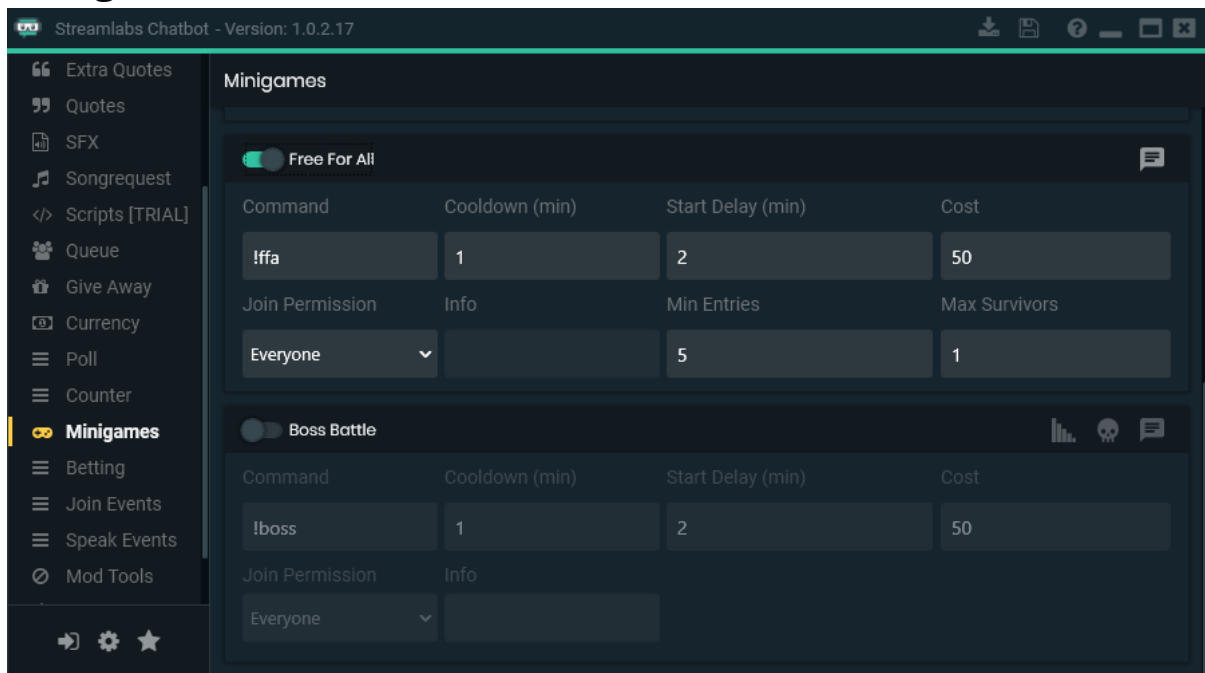 Streamlabs Chatbot - Version: 1.0.2.17
Extra Quotes
Quotes
SFX
Songrequest
</> Scripts [TRIAL]
Queue
Give Away
Currency
Poll
Counter
Minigames
Betting
Join Events
Speak Events
Mod Tools
Minigames
Free For All
Command Cooldown (min) Start Delay (min) Cost
!ffa 1 2 50
Join Permission Info Min Entries Max Survivors
Everyone 5 1
Boss Battle
Command Cooldown (min) Start Delay (min) Cost
!boss 1 2 50
Join Permission Info
Everyone